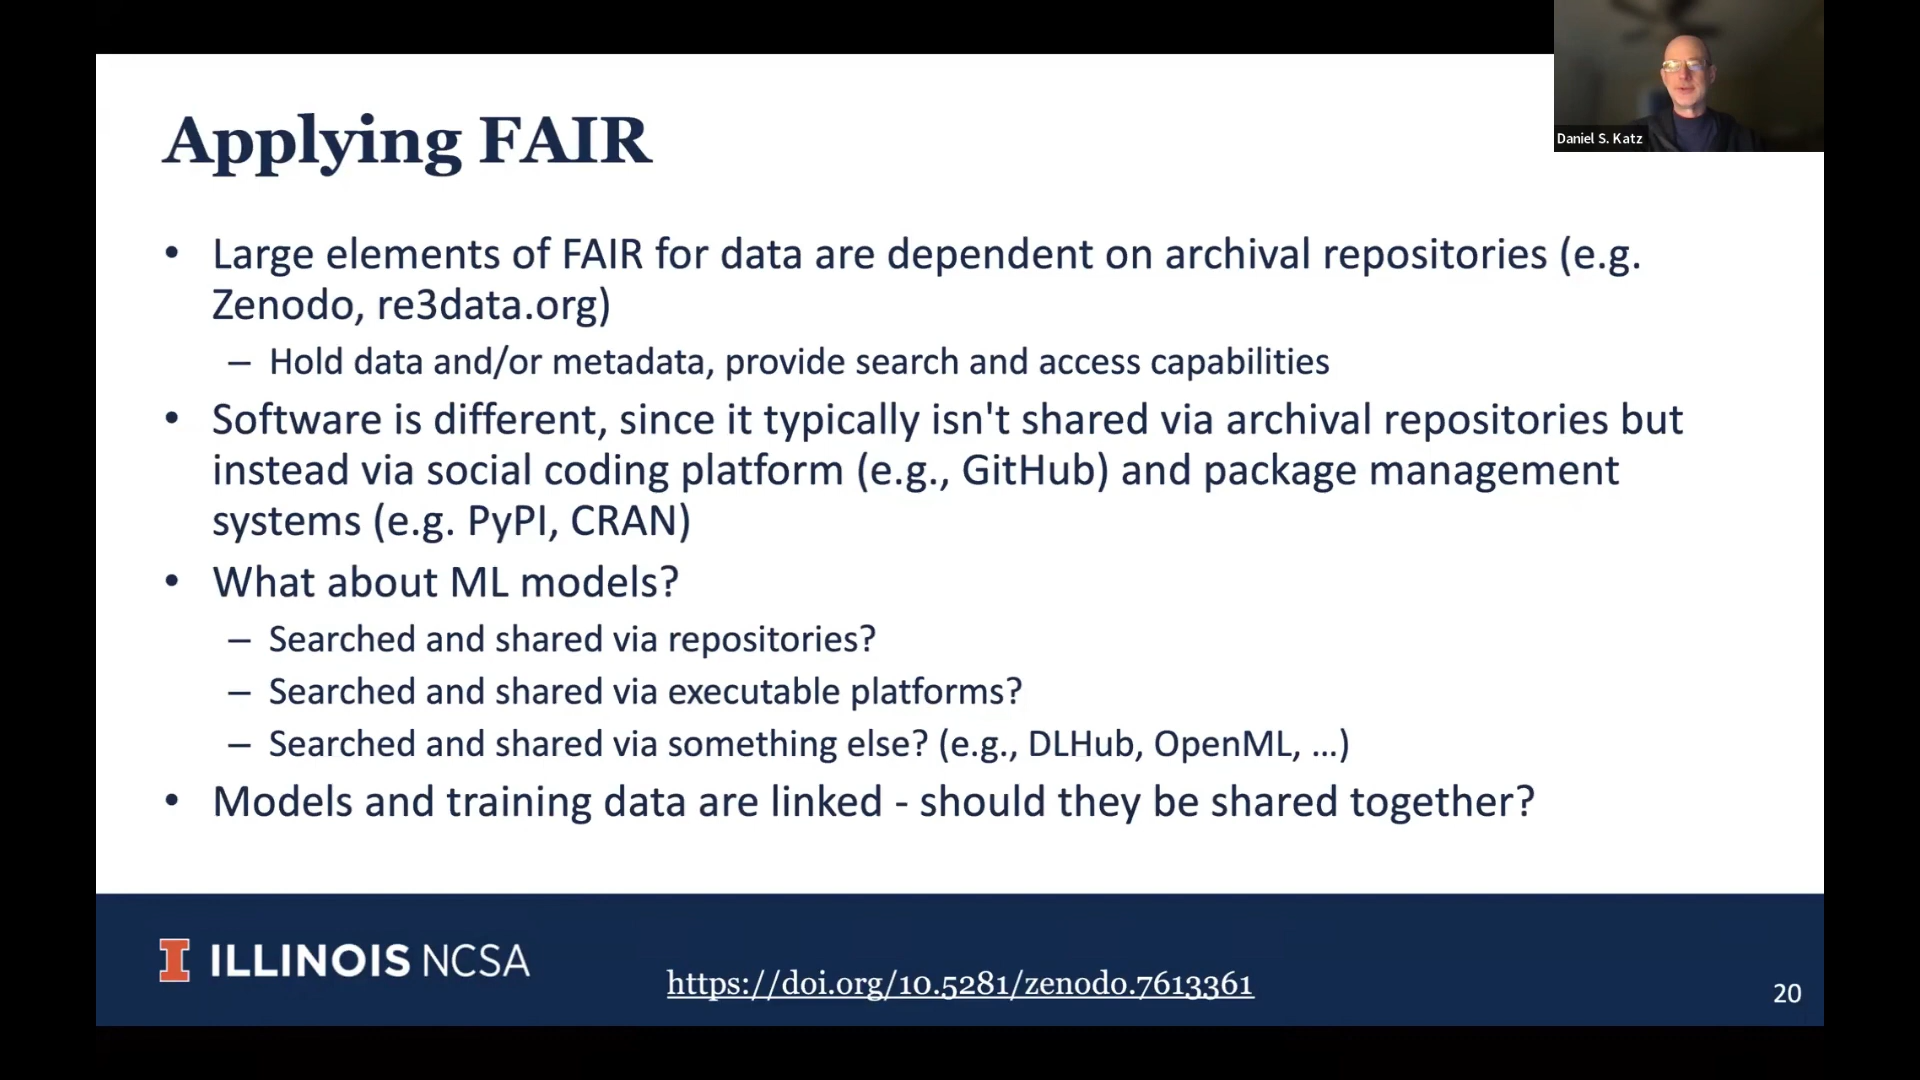 Daniel S. Katz
Applying FAIR
• Large elements of FAIR for data are dependent on archival repositories (e.g.
Zenodo, re3data.org)
– Hold data and/or metadata, provide search and access capabilities
• Software is different, since it typically isn't shared via archival repositories but
instead via social coding platform (e.g., GitHub) and package management
systems (e.g. PyPI, CRAN)
• What about ML models?
– Searched and shared via repositories?
– Searched and shared via executable platforms?
– Searched and shared via something else? (e.g., DLHub, OpenML, …)
• Models and training data are linked - should they be shared together?
I ILLINOIS NCSA
https://doi.org/10.5281/zenodo.7613361
20